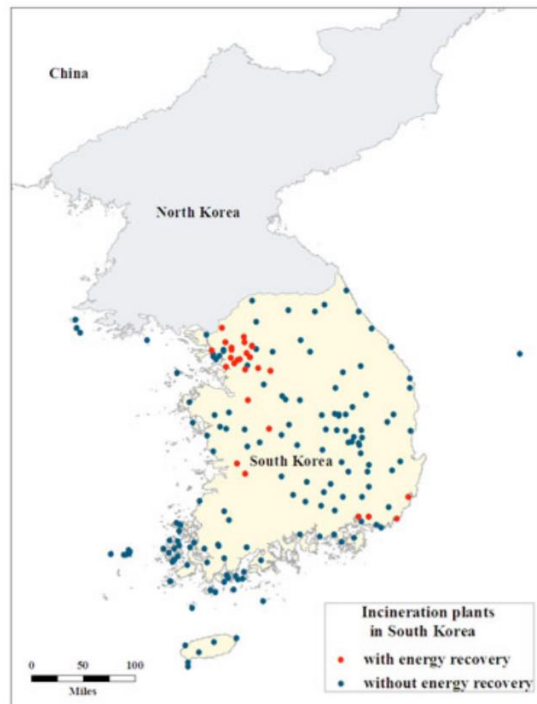 China
North Korea
South Korea
Incineration plants
in South Korea
with energy recovery
without energy recovery
0 50 100
Miles